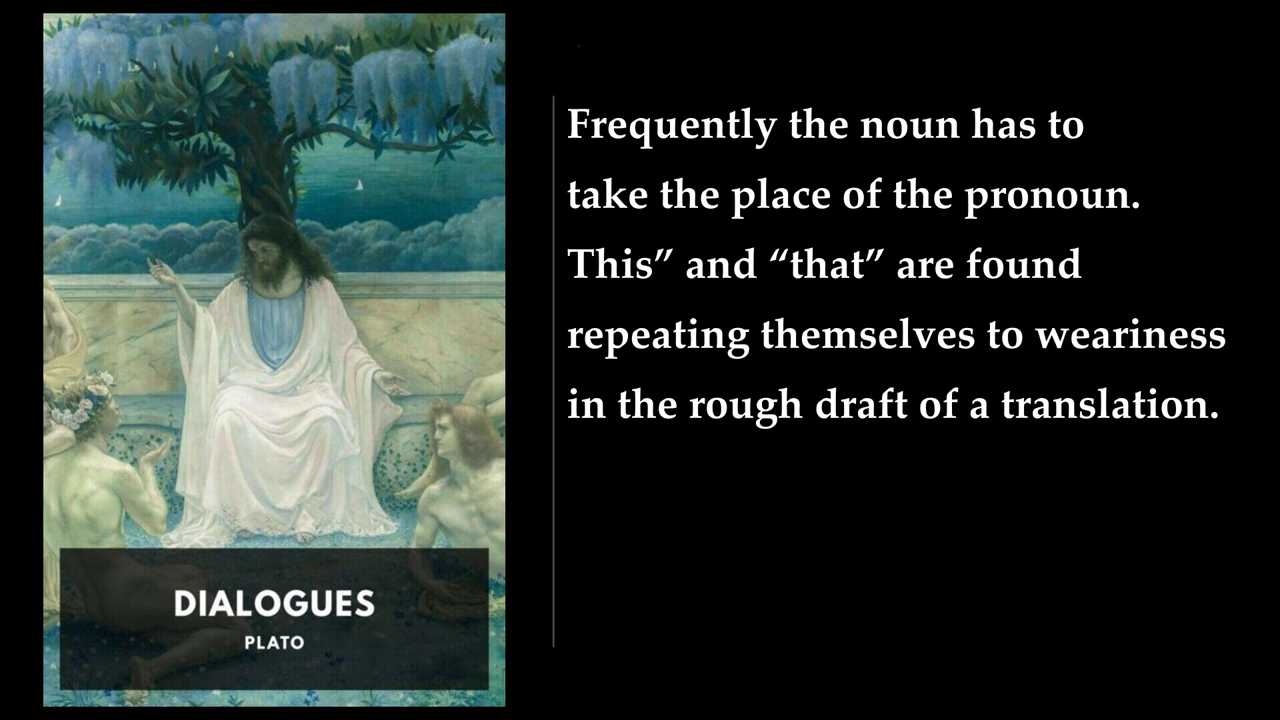 DIALOGUES
PLATO
Frequently the noun has to
take the place of the pronoun.
This” and “that” are found
repeating themselves to weariness
in the rough draft of a translation.